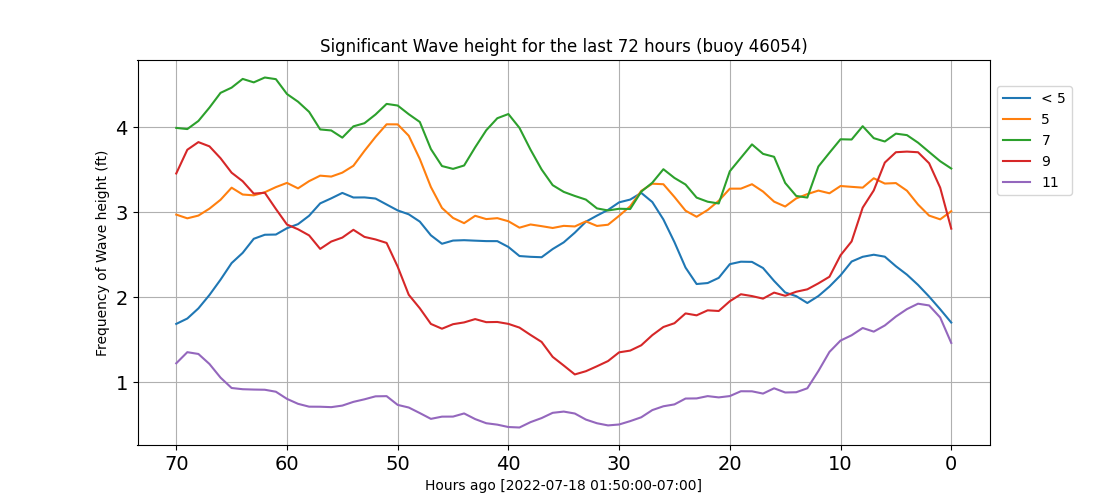 Significant Wave height for the last 72 hours (buoy 46054)
Frequency of Wave height (ft)
4
3
2
1
70 60 50 40 30 20 10 0
Hours ago [2022-07-18 01:50:00-07:00]
< 5
5
7
9
11